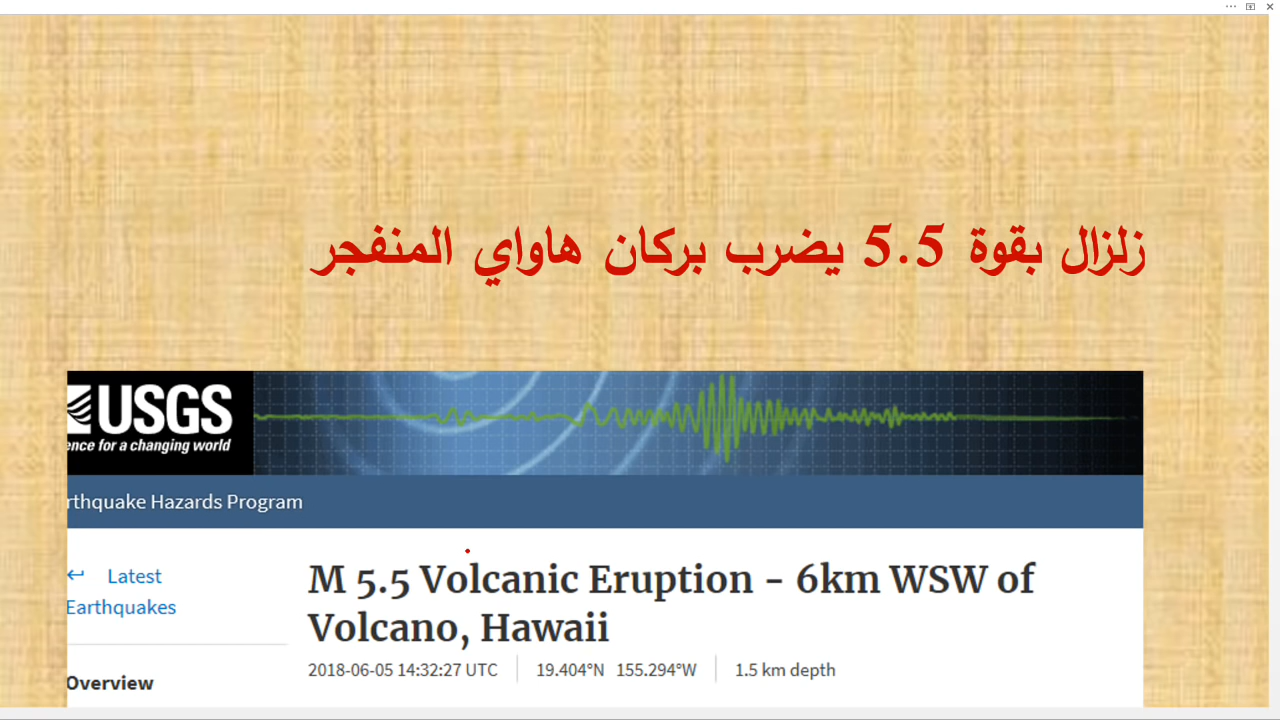 زلزال بقوة 5.5 يضرب بركان هاواي المنفجر
USGS
ence for a changing world
rthquake Hazards Program
Latest
Earthquakes
M 5.5 Volcanic Eruption - 6km WSW of
Volcano, Hawaii
2018-06-05 14:32:27 UTC 19.404°N 155.294°W 1.5 km depth
Overview